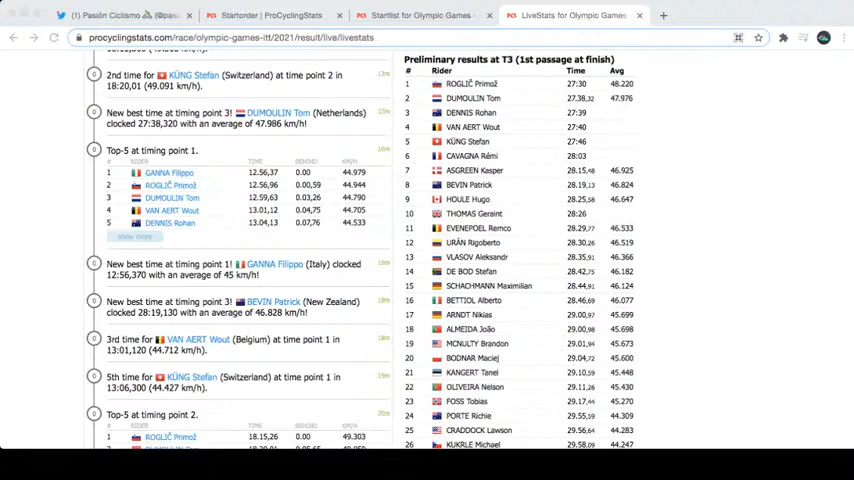 (1) Pasión Ciclismo (@pasi
Startorder | ProCyclingStats
Startlist for Olympic Games –
LiveStats for Olympic Games –
procyclingstats.com/race/olympic-games-itt/2021/result/live/livestats
2nd time for KÜNG Stefan (Switzerland) at time point 2 in 13m
18:20,01 (49.091 km/h).
New best time at timing point 3! DUMOULIN Tom (Netherlands) 15m
clocked 27:38,320 with an average of 47.986 km/h!
Top-5 at timing point 1. 16m
# RIDER TIME BEHIND KM/H
1 GANNA Filippo 12.56,37 0.00 44.979
2 ROGLIČ Primož 12.56,96 0.00,59 44.944
3 DUMOULIN Tom 12.59,63 0.03,26 44.790
4 VAN AERT Wout 13.01,12 0.04,75 44.705
5 DENNIS Rohan 13.04,13 0.07,76 44.533
show more
New best time at timing point 1! GANNA Filippo (Italy) clocked
12:56,370 with an average of 45 km/h!
New best time at timing point 3! BEVIN Patrick (New Zealand) 18m
clocked 28:19,130 with an average of 46.828 km/h!
3rd time for VAN AERT Wout (Belgium) at time point 1 in 18m
13:01,120 (44.712 km/h).
5th time for KÜNG Stefan (Switzerland) at time point 1 in 19m
13:06,300 (44.427 km/h).
Top-5 at timing point 2. 20m
# RIDER TIME BEHIND KM/H
1 ROGLIČ Primož 18.15,26 0.00 49.303
Preliminary results at T3 (1st passage at finish)
# Rider Time Avg
1 ROGLIČ Primož 27:30 48.220
2 DUMOULIN Tom 27.38,32 47.976
3 DENNIS Rohan 27:39
4 VAN AERT Wout 27:40
5 KÜNG Stefan 27:46
6 CAVAGNA Rémi 28:03
7 ASGREEN Kasper 28.15,48 46.925
8 BEVIN Patrick 28.19,13 46.824
9 HOULE Hugo 28.25,58 46.647
10 THOMAS Geraint 28:26
11 EVENEPOEL Remco 28.29,77 46.533
12 URÁN Rigoberto 28.30,26 46.519
13 VLASOV Aleksandr 28.35,91 46.366
14 DE BOD Stefan 28.42,75 46.182
15 SCHACHMANN Maximilian 28.44,91 46.124
16 BETTIOL Alberto 28.46,69 46.077
17 ARNDT Nikias 29.00,97 45.699
18 ALMEIDA João 29.00,98 45.698
19 MCNULTY Brandon 29.01,94 45.673
20 BODNAR Maciej 29.04,72 45.600
21 KANGERT Tanel 29.10,59 45.448
22 OLIVEIRA Nelson 29.11,26 45.430
23 FOSS Tobias 29.17,44 45.270
24 PORTE Richie 29.55,59 44.309
25 CRADDOCK Lawson 29.56,64 44.283
26 KUKRLE Michael 29.58,09 44.247